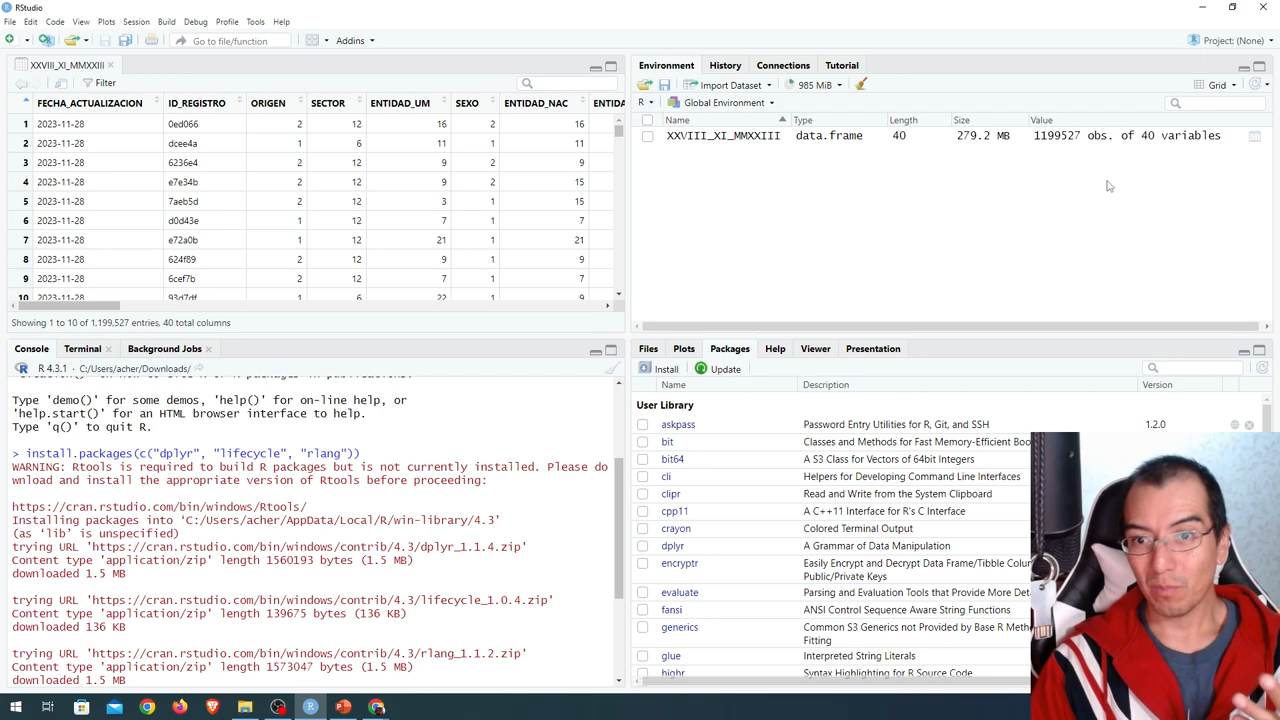 RStudio
File Edit Code View Plots Session Build Debug Profile Tools Help
Go to file/function
Addins
Project: (None)
XXVIII_XI_MMXXIII
Filter
FECHA_ACTUALIZACION ID_REGISTRO ORIGEN SECTOR ENTIDAD_UM SEXO ENTIDAD_NAC ENTIDA
1 2023-11-28 0ed066 2 12 16 2 16
2 2023-11-28 dcee4a 1 6 11 1 11
3 2023-11-28 6236e4 2 12 9 2 9
4 2023-11-28 e7e34b 2 12 9 2 15
5 2023-11-28 7aeb5d 2 12 3 1 15
6 2023-11-28 d0d43e 1 12 7 1 7
7 2023-11-28 e72a0b 1 12 21 1 21
8 2023-11-28 624f89 2 12 9 1 9
9 2023-11-28 6cef7b 2 12 7 1 7
10 2023-11-28 93d7df 1 6 22 1 9
Showing 1 to 10 of 1,199,527 entries, 40 total columns
Environment History Connections Tutorial
Import Dataset 985 MiB Grid
R Global Environment
Name Type Length Size Value
XXVIII_XI_MMXXIII data.frame 40 279.2 MB 1199527 obs. of 40 variables
Console Terminal Background Jobs
R 4.3.1 · C:/Users/acher/Downloads/
Type 'demo()' for some demos, 'help()' for on-line help, or
'help.start()' for an HTML browser interface to help.
Type 'q()' to quit R.
> install.packages(c("dplyr", "lifecycle", "rlang"))
WARNING: Rtools is required to build R packages but is not currently installed. Please do
wnload and install the appropriate version of Rtools before proceeding:
https://cran.rstudio.com/bin/windows/Rtools/
Installing packages into ‘C:/Users/acher/AppData/Local/R/win-library/4.3’
(as ‘lib’ is unspecified)
trying URL 'https://cran.rstudio.com/bin/windows/contrib/4.3/dplyr_1.1.4.zip'
Content type 'application/zip' length 1560193 bytes (1.5 MB)
downloaded 1.5 MB
trying URL 'https://cran.rstudio.com/bin/windows/contrib/4.3/lifecycle_1.0.4.zip'
Content type 'application/zip' length 139675 bytes (136 KB)
downloaded 136 KB
trying URL 'https://cran.rstudio.com/bin/windows/contrib/4.3/rlang_1.1.2.zip'
Content type 'application/zip' length 1573047 bytes (1.5 MB)
downloaded 1.5 MB
Files Plots Packages Help Viewer Presentation
Install Update
Name Description Version
User Library
askpass Password Entry Utilities for R, Git, and SSH 1.2.0
bit Classes and Methods for Fast Memory-Efficient Boo
bit64 A S3 Class for Vectors of 64bit Integers
cli Helpers for Developing Command Line Interfaces
clipr Read and Write from the System Clipboard
cpp11 A C++11 Interface for R's C Interface
crayon Colored Terminal Output
dplyr A Grammar of Data Manipulation
encryptr Easily Encrypt and Decrypt Data Frame/Tibble Colu
Public/Private Keys
evaluate Parsing and Evaluation Tools that Provide More Det
fansi ANSI Control Sequence Aware String Functions
generics Common S3 Generics not Provided by Base R Meth
Fitting
glue Interpreted String Literals
highr Syntax Highlighting for R Source Code